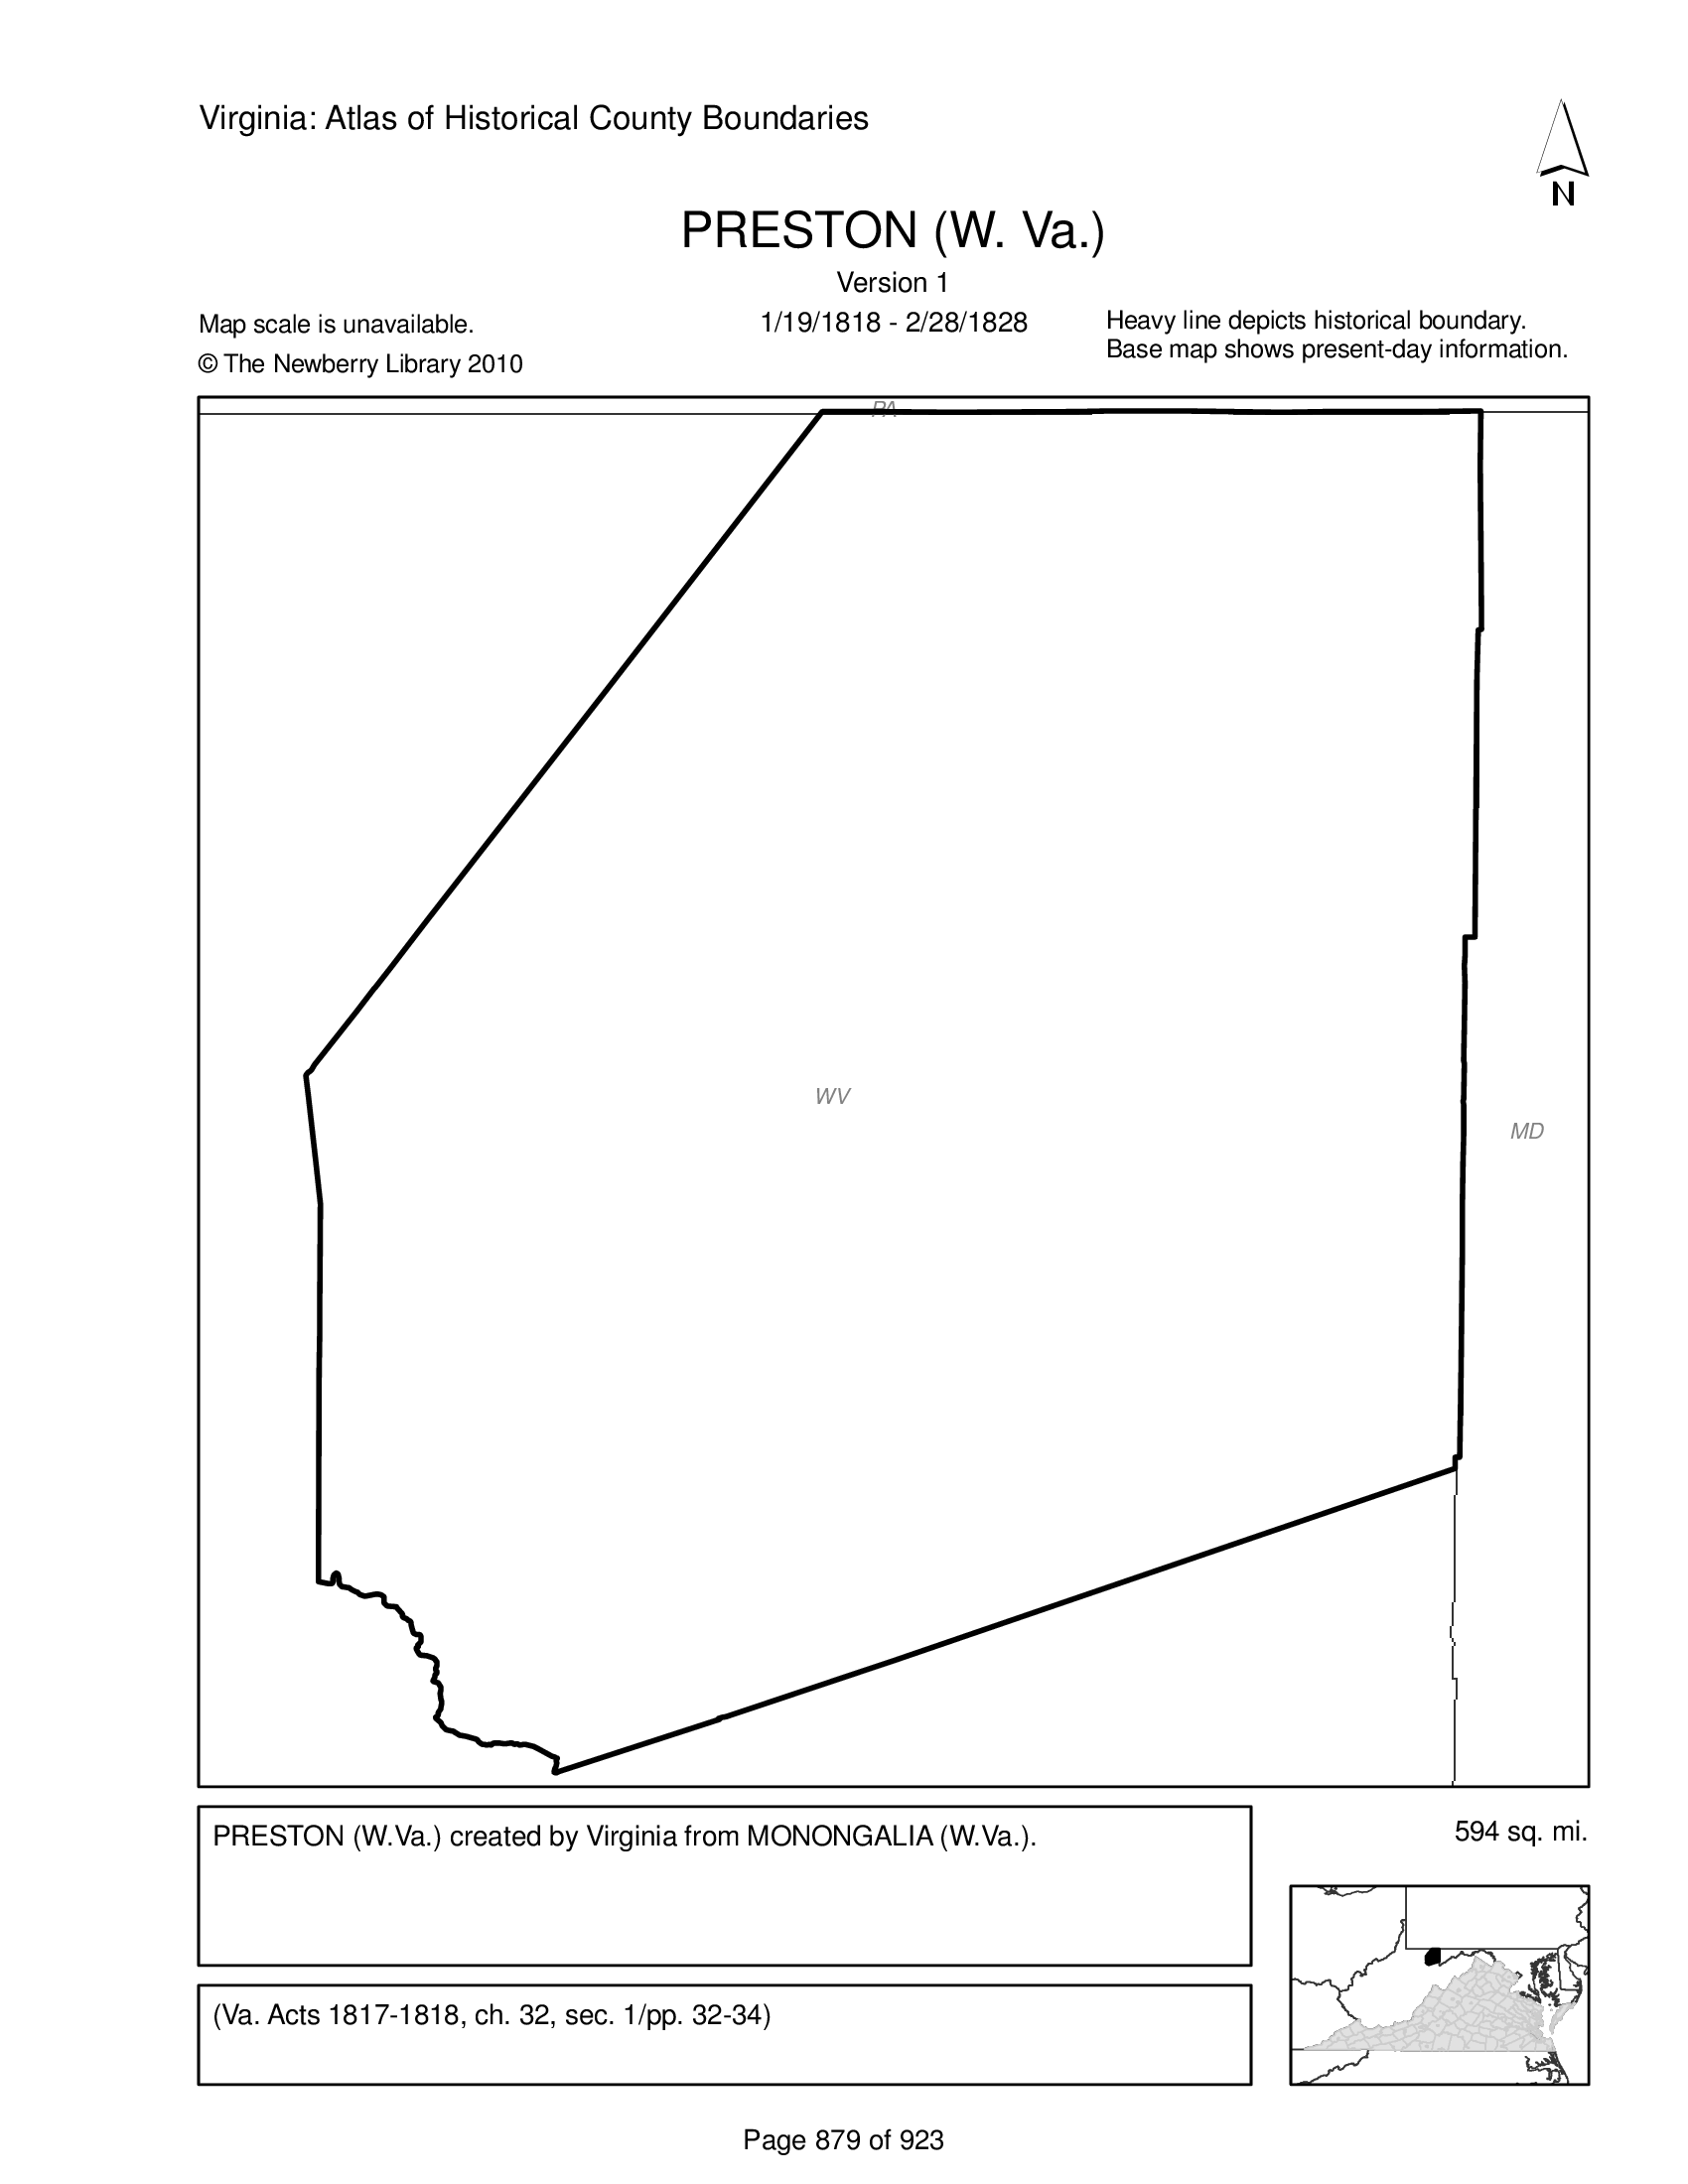 Virginia: Atlas of Historical County Boundaries
N
PRESTON (W. Va.)
Version 1
1/19/1818 - 2/28/1828
Map scale is unavailable.
© The Newberry Library 2010
Heavy line depicts historical boundary.
Base map shows present-day information.
PA
WV
MD
PRESTON (W.Va.) created by Virginia from MONONGALIA (W.Va.).
594 sq. mi.
(Va. Acts 1817-1818, ch. 32, sec. 1/pp. 32-34)
Page 879 of 923